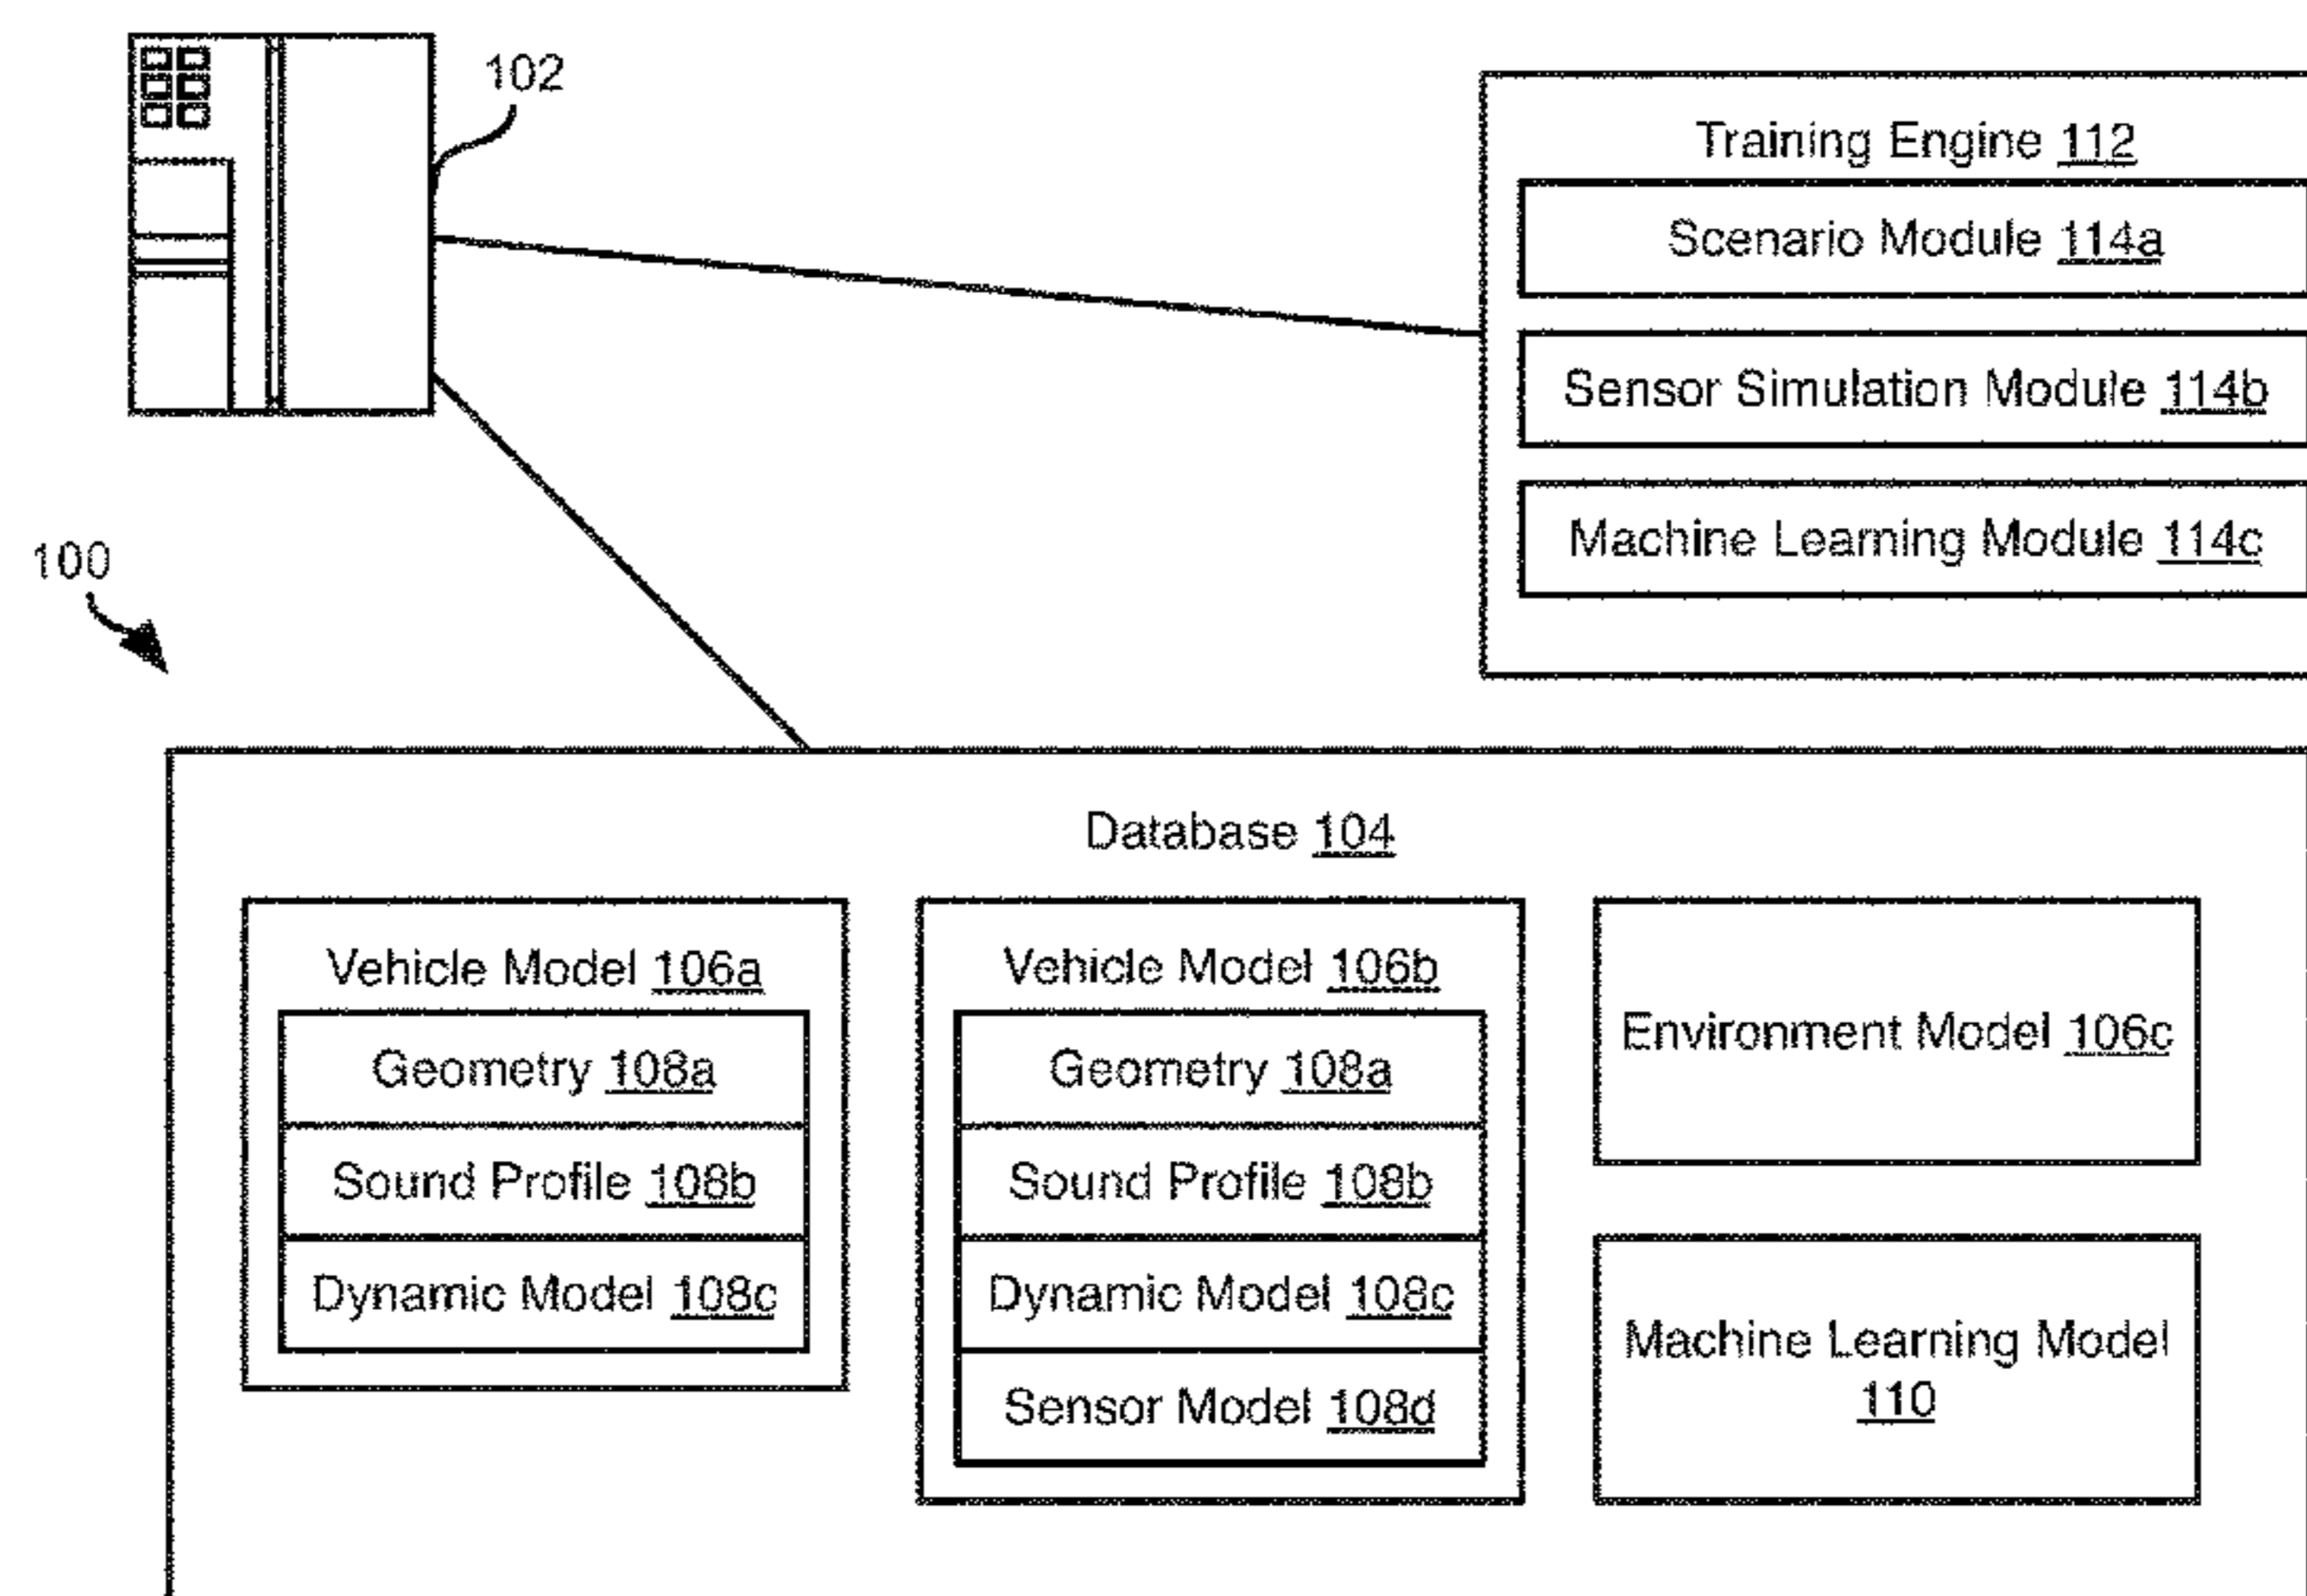 102
Training Engine 112
Scenario Module 114a
Sensor Simulation Module 114b
Machine Learning Module 114c
100
Database 104
Vehicle Model 106a
Geometry 108a
Sound Profile 108b
Dynamic Model 108c
Vehicle Model 106b
Geometry 108a
Sound Profile 108b
Dynamic Model 108c
Sensor Model 108d
Environment Model 106c
Machine Learning Model
110